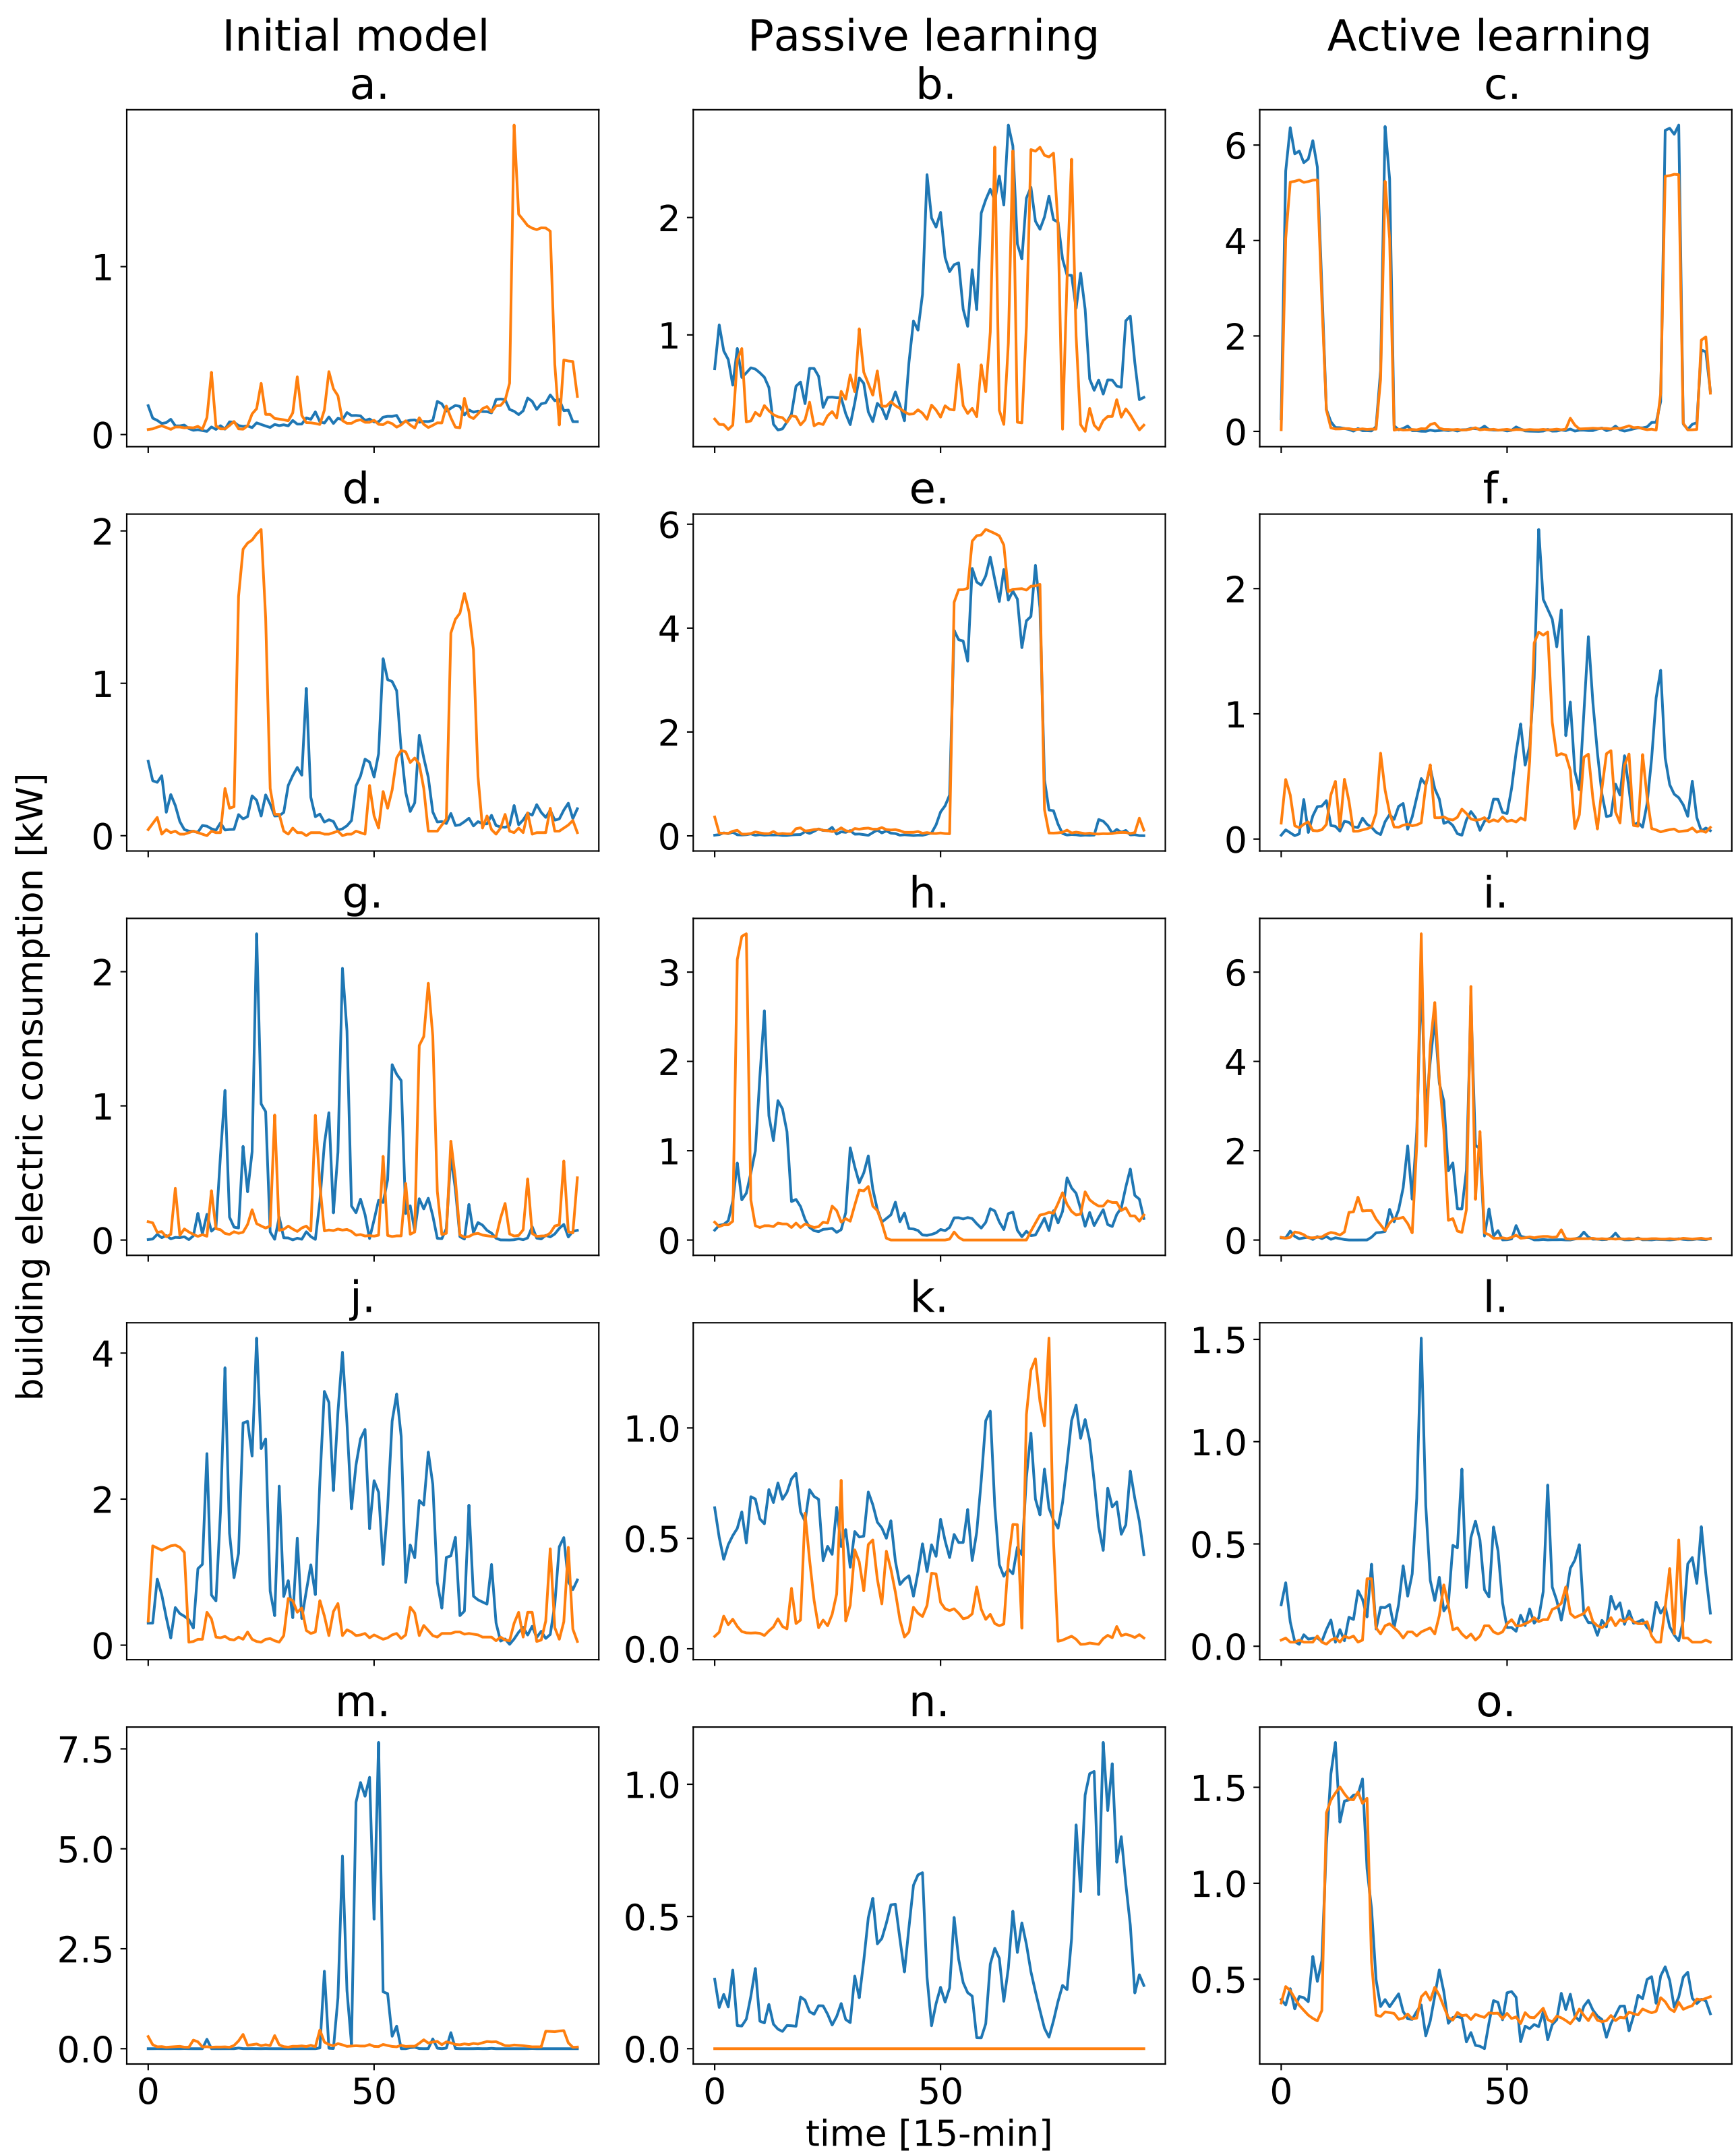 Initial model
Passive learning
Active learning
a.
b.
c.
1
0
2
1
6
4
2
0
d.
e.
f.
2
1
0
6
4
2
0
2
1
0
g.
h.
i.
2
1
0
3
2
1
0
6
4
2
0
j.
k.
l.
4
2
0
1.0
0.5
0.0
1.5
1.0
0.5
0.0
m.
n.
o.
7.5
5.0
2.5
0.0
1.0
0.5
0.0
1.5
1.0
0.5
0 50
0 50
0 50
time [15-min]
building electric consumption [kW]